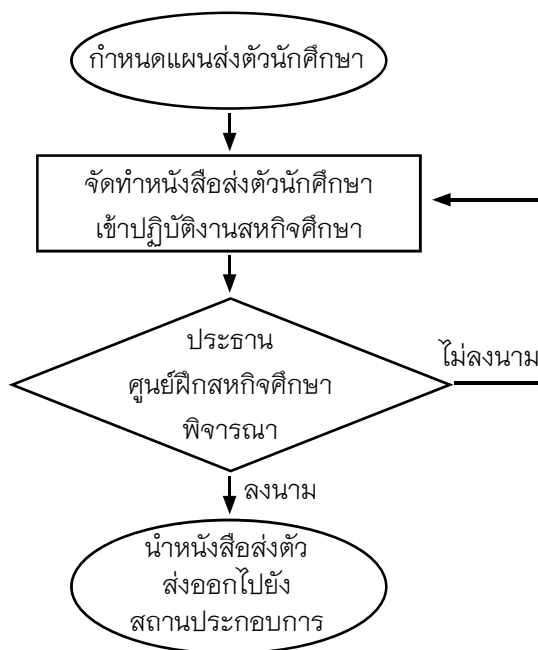 กำหนดแผนส่งตัวนักศึกษา
จัดทำหนังสือส่งตัวนักศึกษา
เข้าปฏิบัติงานสหกิจศึกษา
ประธาน
ศูนย์ฝึกสหกิจศึกษา
พิจารณา
ไม่ลงนาม
ลงนาม
นำหนังสือส่งตัว
ส่งออกไปยัง
สถานประกอบการ